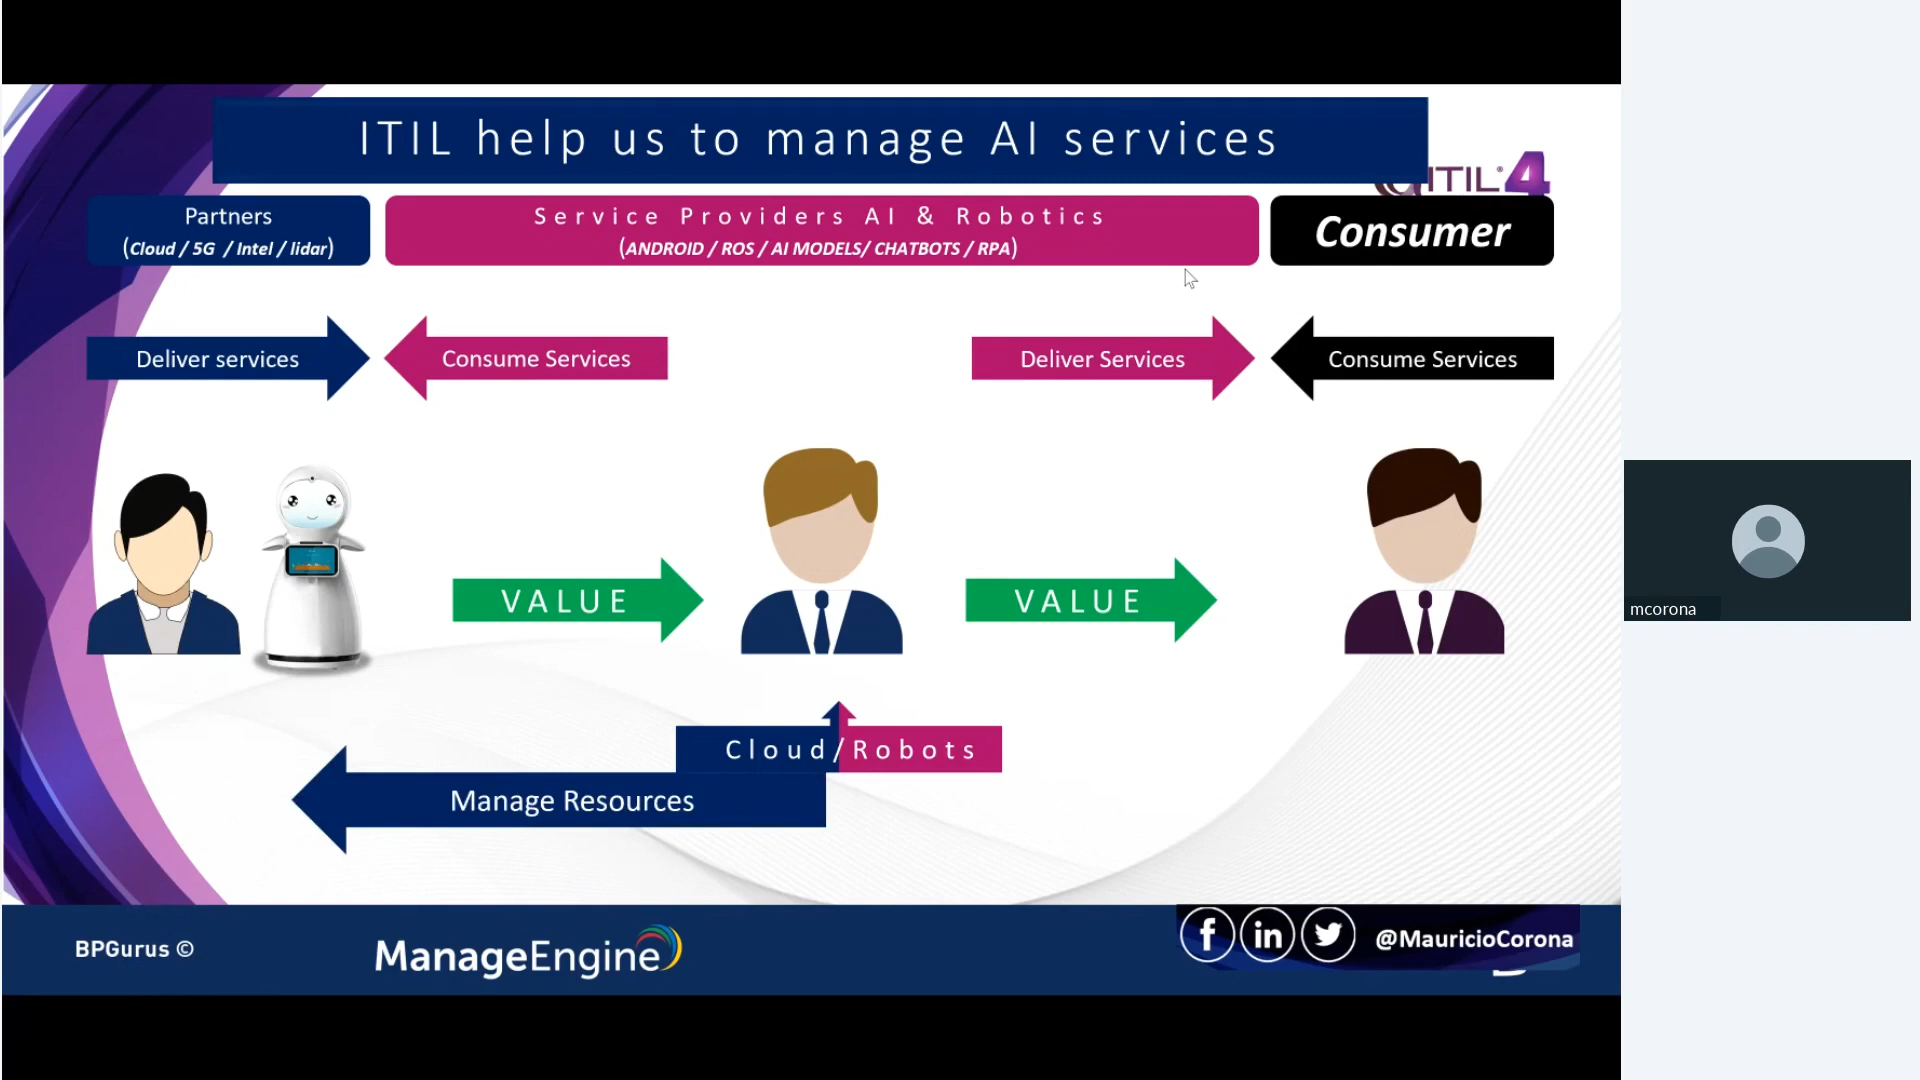 ITIL help us to manage AI services
ITIL® 4
Partners
(Cloud / 5G / Intel / lidar)
Service Providers AI & Robotics
(ANDROID / ROS / AI MODELS/ CHATBOTS / RPA)
Consumer
Deliver services
Consume Services
Deliver Services
Consume Services
VALUE
VALUE
mcorona
Cloud/Robots
Manage Resources
BPGurus ©
ManageEngine
f in @MauricioCorona